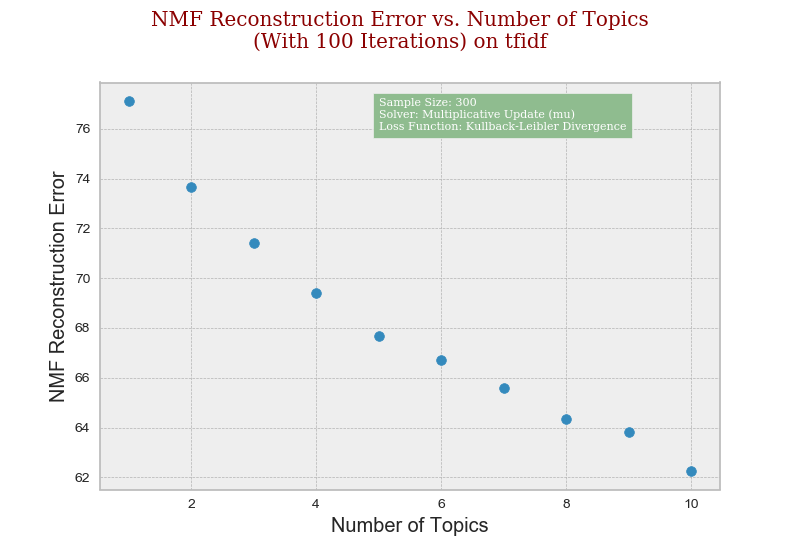 NMF Reconstruction Error vs. Number of Topics
(With 100 Iterations) on tfidf
Sample Size: 300
Solver: Multiplicative Update (mu)
Loss Function: Kullback-Leibler Divergence
NMF Reconstruction Error
76
74
72
70
68
66
64
62
2 4 6 8 10
Number of Topics